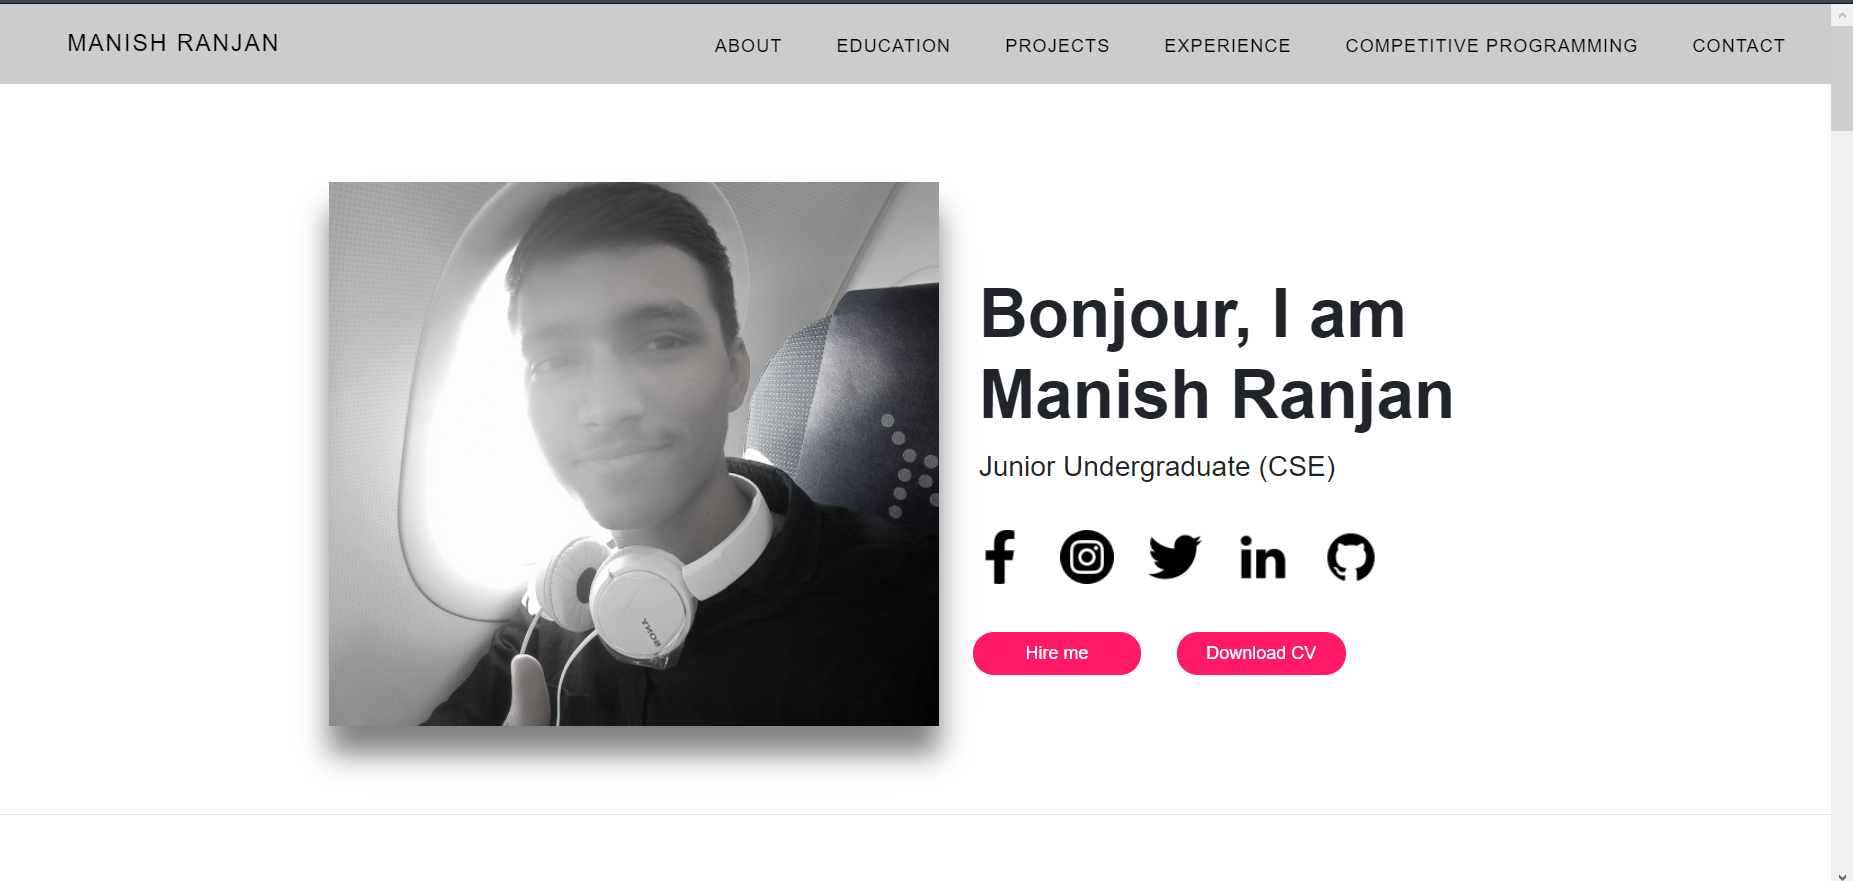 MANISH RANJAN
ABOUT
EDUCATION
PROJECTS
EXPERIENCE
COMPETITIVE PROGRAMMING
CONTACT
Bonjour, I am
Manish Ranjan
Junior Undergraduate (CSE)
Hire me
Download CV
SONY